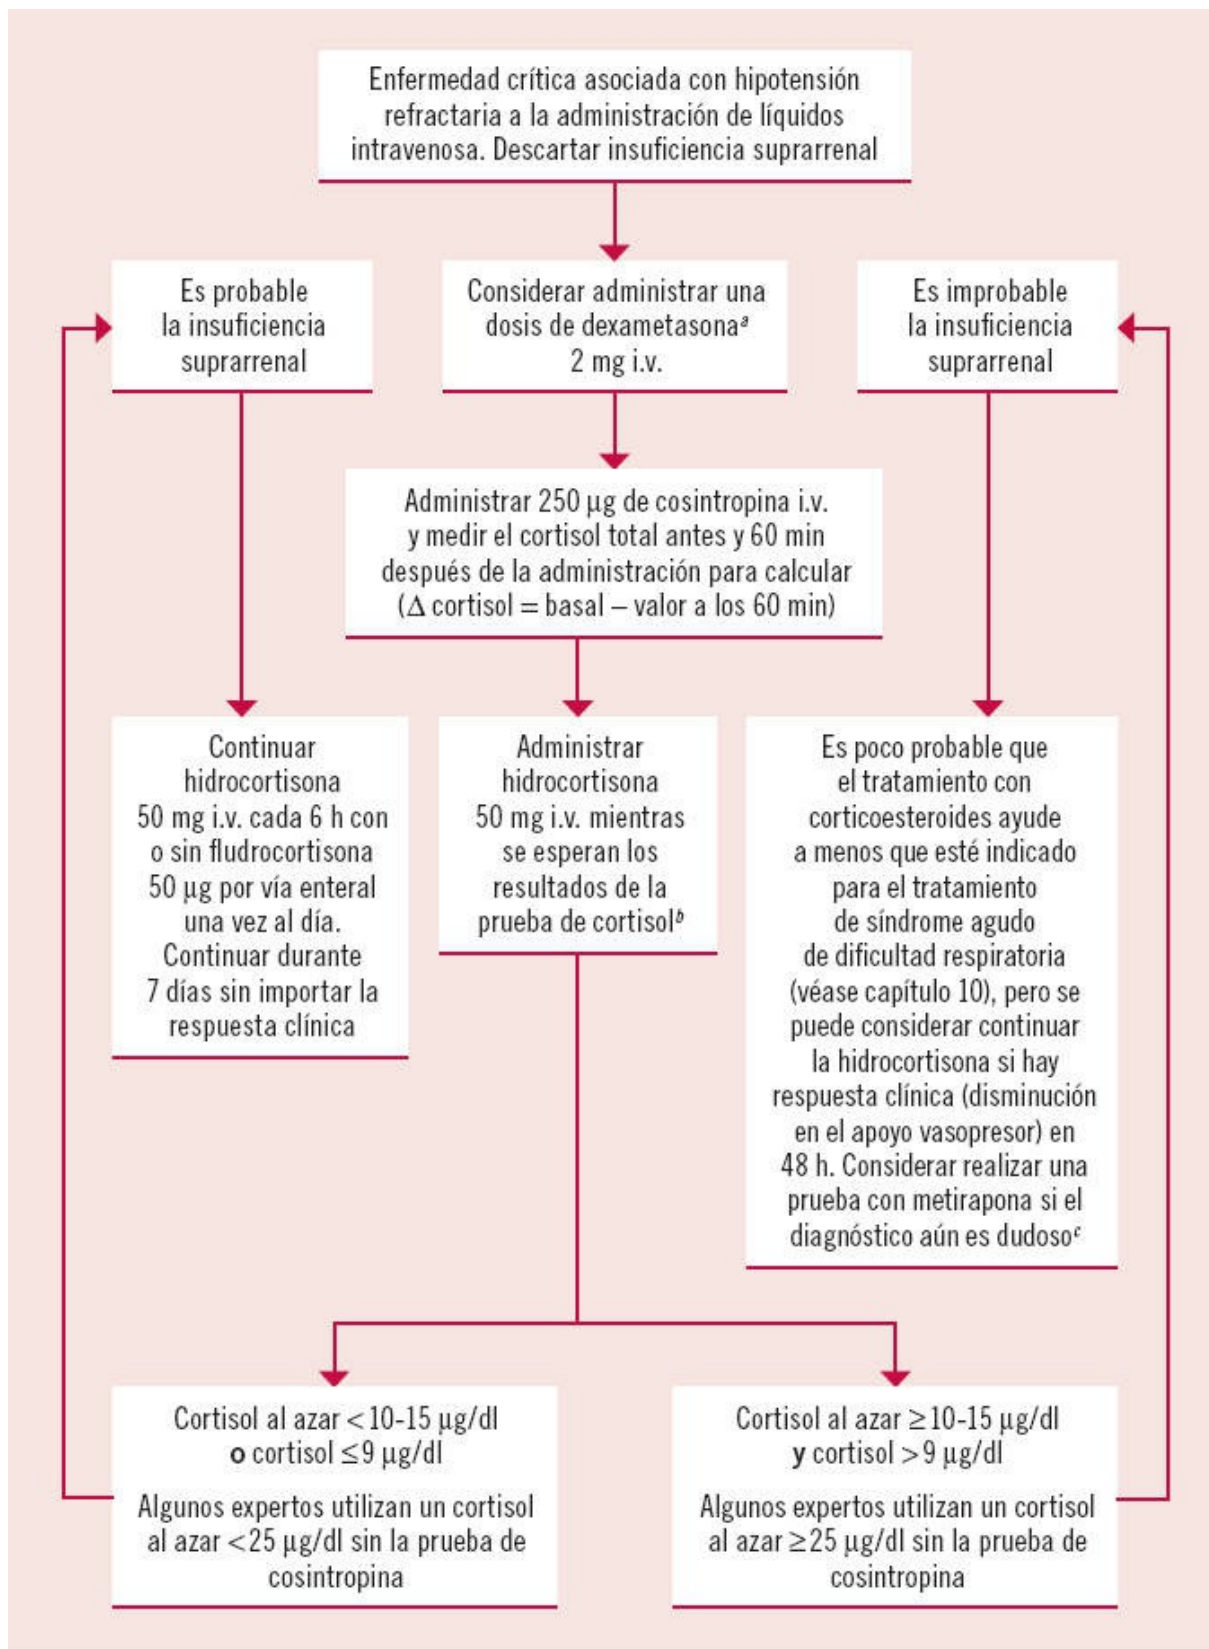 Enfermedad crítica asociada con hipotensión
refractaria a la administración de líquidos
intravenosa. Descartar insuficiencia suprarrenal
Es probable
la insuficiencia
suprarrenal
Considerar administrar una
dosis de dexametasonaᵃ
2 mg i.v.
Es improbable
la insuficiencia
suprarrenal
Administrar 250 µg de cosintropina i.v.
y medir el cortisol total antes y 60 min
después de la administración para calcular
(Δ cortisol = basal – valor a los 60 min)
Continuar
hidrocortisona
50 mg i.v. cada 6 h con
o sin fludrocortisona
50 µg por vía enteral
una vez al día.
Continuar durante
7 días sin importar la
respuesta clínica
Administrar
hidrocortisona
50 mg i.v. mientras
se esperan los
resultados de la
prueba de cortisolᵇ
Es poco probable que
el tratamiento con
corticoesteroides ayude
a menos que esté indicado
para el tratamiento
de síndrome agudo
de dificultad respiratoria
(véase capítulo 10), pero se
puede considerar continuar
la hidrocortisona si hay
respuesta clínica (disminución
en el apoyo vasopresor) en
48 h. Considerar realizar una
prueba con metirapona si el
diagnóstico aún es dudosoᶜ
Cortisol al azar <10-15 µg/dl
o cortisol ≤9 µg/dl
Algunos expertos utilizan un cortisol
al azar <25 µg/dl sin la prueba de
cosintropina
Cortisol al azar ≥10-15 µg/dl
y cortisol >9 µg/dl
Algunos expertos utilizan un cortisol
al azar ≥25 µg/dl sin la prueba de
cosintropina